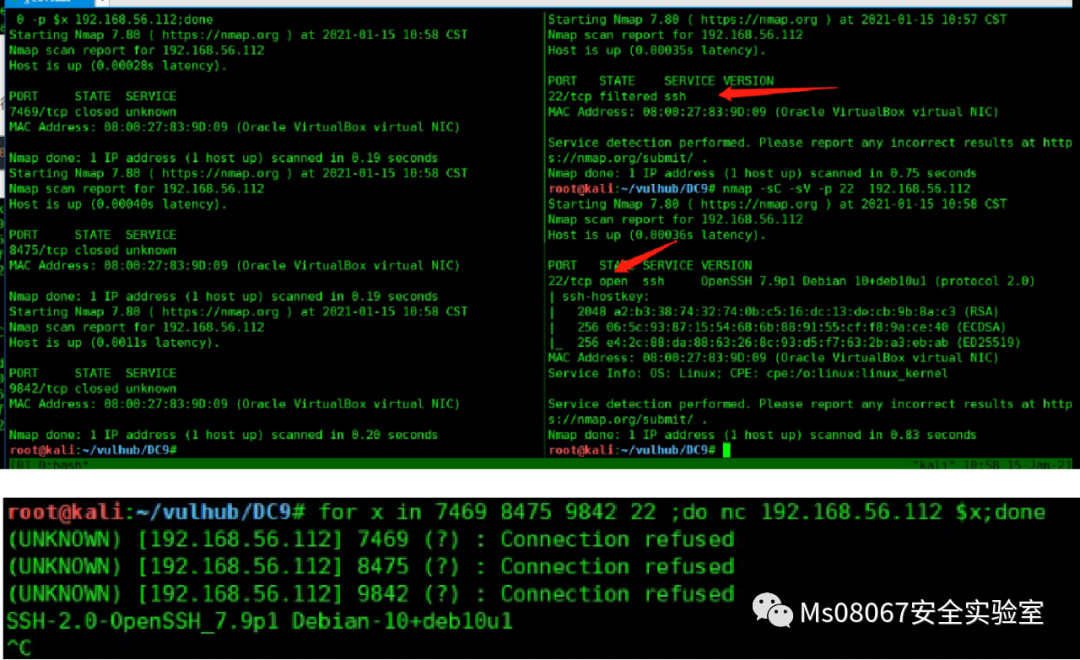 0 -p $x 192.168.56.112;done
Starting Nmap 7.80 ( https://nmap.org ) at 2021-01-15 10:58 CST
Nmap scan report for 192.168.56.112
Host is up (0.00028s latency).
PORT     STATE  SERVICE
7469/tcp closed unknown
MAC Address: 08:00:27:83:9D:09 (Oracle VirtualBox virtual NIC)
Nmap done: 1 IP address (1 host up) scanned in 0.19 seconds
Starting Nmap 7.80 ( https://nmap.org ) at 2021-01-15 10:58 CST
Nmap scan report for 192.168.56.112
Host is up (0.00040s latency).
PORT     STATE  SERVICE
8475/tcp closed unknown
MAC Address: 08:00:27:83:9D:09 (Oracle VirtualBox virtual NIC)
Nmap done: 1 IP address (1 host up) scanned in 0.19 seconds
Starting Nmap 7.80 ( https://nmap.org ) at 2021-01-15 10:58 CST
Nmap scan report for 192.168.56.112
Host is up (0.0011s latency).
PORT     STATE  SERVICE
9842/tcp closed unknown
MAC Address: 08:00:27:83:9D:09 (Oracle VirtualBox virtual NIC)
Nmap done: 1 IP address (1 host up) scanned in 0.20 seconds
root@kali:~/vulhub/DC9#
Starting Nmap 7.80 ( https://nmap.org ) at 2021-01-15 10:57 CST
Nmap scan report for 192.168.56.112
Host is up (0.00035s latency).
PORT   STATE    SERVICE VERSION
22/tcp filtered ssh
MAC Address: 08:00:27:83:9D:09 (Oracle VirtualBox virtual NIC)
Service detection performed. Please report any incorrect results at http
s://nmap.org/submit/ .
Nmap done: 1 IP address (1 host up) scanned in 0.75 seconds
root@kali:~/vulhub/DC9# nmap -sC -sV -p 22  192.168.56.112
Starting Nmap 7.80 ( https://nmap.org ) at 2021-01-15 10:58 CST
Nmap scan report for 192.168.56.112
Host is up (0.00036s latency).
PORT   STATE SERVICE VERSION
22/tcp open  ssh     OpenSSH 7.9p1 Debian 10+deb10u1 (protocol 2.0)
| ssh-hostkey:
|   2048 a2:b3:38:74:32:74:0b:c5:16:dc:13:de:cb:9b:8a:c3 (RSA)
|   256 06:5c:93:87:15:54:68:6b:88:91:55:cf:f8:9a:ce:40 (ECDSA)
|_  256 e4:2c:88:da:88:63:26:8c:93:d5:f7:63:2b:a3:eb:ab (ED25519)
MAC Address: 08:00:27:83:9D:09 (Oracle VirtualBox virtual NIC)
Service Info: OS: Linux; CPE: cpe:/o:linux:linux_kernel
Service detection performed. Please report any incorrect results at http
s://nmap.org/submit/ .
Nmap done: 1 IP address (1 host up) scanned in 0.83 seconds
root@kali:~/vulhub/DC9#
"kali" 10:58 15-Jan-21
root@kali:~/vulhub/DC9# for x in 7469 8475 9842 22 ;do nc 192.168.56.112 $x;done
(UNKNOWN) [192.168.56.112] 7469 (?) : Connection refused
(UNKNOWN) [192.168.56.112] 8475 (?) : Connection refused
(UNKNOWN) [192.168.56.112] 9842 (?) : Connection refused
SSH-2.0-OpenSSH_7.9p1 Debian-10+deb10u1
^C
Ms08067安全实验室